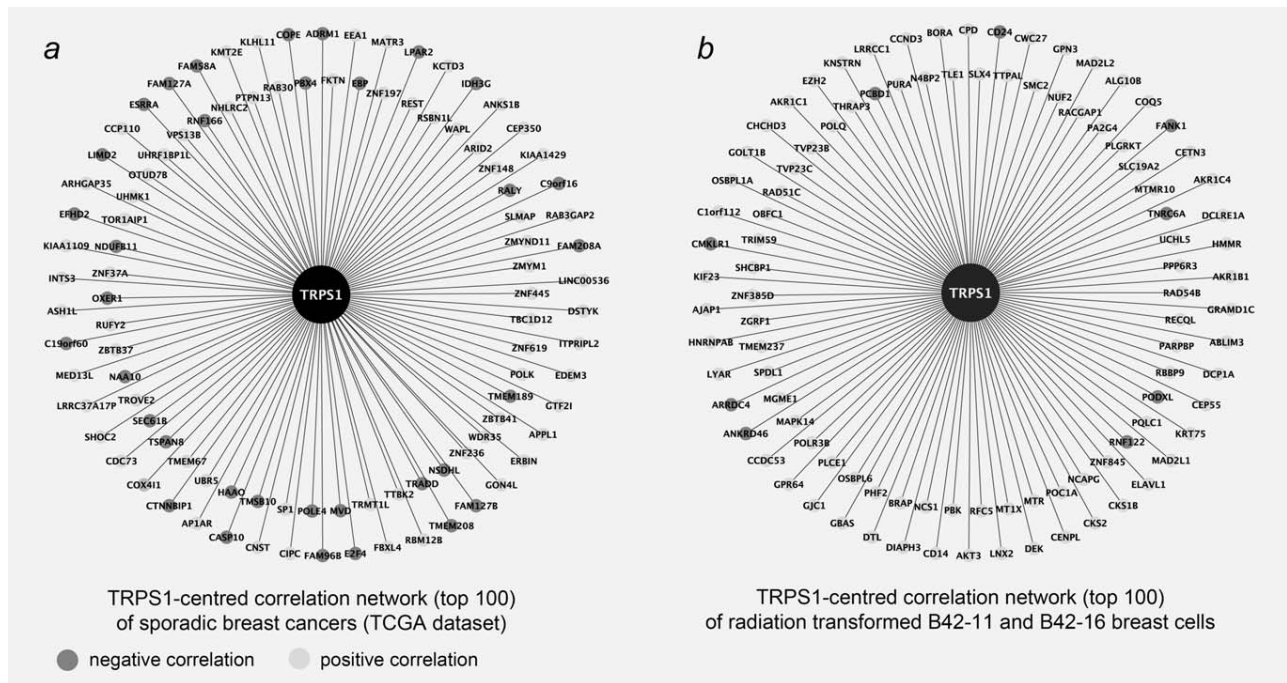 a
COPE
ADRM1
EEA1
KLHL11
MATR3
KMT2E
LPAR2
FAM58A
RAB30
PBX4
FKTN
EBP
KCTD3
FAM127A
PTPN13
ZNF197
IDH3G
ESRRA
NHLRC2
REST
ANKS1B
RNF166
RSBN1L
CCP110
VPS13B
WAPL
CEP350
LIMD2
UHRF1BP1L
ARID2
KIAA1429
OTUD7B
ZNF148
ARHGAP35
UHMK1
RALY
C9orf16
EFHD2
TOR1AIP1
SLMAP
RAB3GAP2
KIAA1109
NDUFB11
ZMYND11
FAM208A
INTS3
ZNF37A
ZMYM1
LINC00536
OXER1
TRPS1
ZNF445
ASH1L
DSTYK
RUFY2
TBC1D12
C19orf60
ZBTB37
ZNF619
ITPRIPL2
MED13L
NAA10
POLK
EDEM3
LRRC37A17P
TROVE2
TMEM189
GTF2I
SEC61B
ZBTB41
SHOC2
TSPAN8
WDR35
APPL1
CDC73
TMEM67
ZNF236
ERBIN
COX4I1
UBR5
NSDHL
GON4L
CTNNBIP1
HAAO
TMSB10
TRADD
FAM127B
AP1AR
SP1
POLE4
MVD
TRMT1L
TTBK2
TMEM208
CASP10
RBM12B
CNST
CIPC
FAM96B
E2F4
FBXL4
TRPS1-centred correlation network (top 100)
of sporadic breast cancers (TCGA dataset)
negative correlation
positive correlation
b
BORA
CPD
CD24
CCND3
CWC27
LRRCC1
GPN3
KNSTRN
N4BP2
TLE1
SLX4
TTPAL
MAD2L2
EZH2
PCBD1
PURA
SMC2
ALG10B
AKR1C1
THRAP3
NUF2
COQ5
POLQ
RACGAP1
CHCHD3
PA2G4
FANK1
TVP23B
PLGRKT
GOLT1B
TVP23C
SLC19A2
CETN3
OSBPL1A
RAD51C
MTMR10
AKR1C4
C1orf112
OBFC1
TNRC6A
DCLRE1A
CMKLR1
TRIM59
UCHL5
HMMR
KIF23
SHCBP1
PPP6R3
AKR1B1
ZNF385D
TRPS1
RAD54B
AJAP1
GRAMD1C
ZGRF1
RECQL
HNRNPAB
TMEM237
PARPBP
ABLIM3
LYAR
SPDL1
RBBP9
DCP1A
ARRDC4
MGME1
PODXL
CEP55
ANKRD46
MAPK14
PQLC1
KRT75
CCDC53
POLR3B
RNF122
MAD2L1
GPR64
PLCE1
ZNF845
ELAVL1
GJC1
OSBPL6
NCAPG
CKS1B
GBAS
PHF2
POC1A
CKS2
BRAP
NCS1
PBK
RFC5
MT1X
MTR
CENPL
DTL
DIAPH3
DEK
CD14
AKT3
LNX2
TRPS1-centred correlation network (top 100)
of radiation transformed B42-11 and B42-16 breast cells